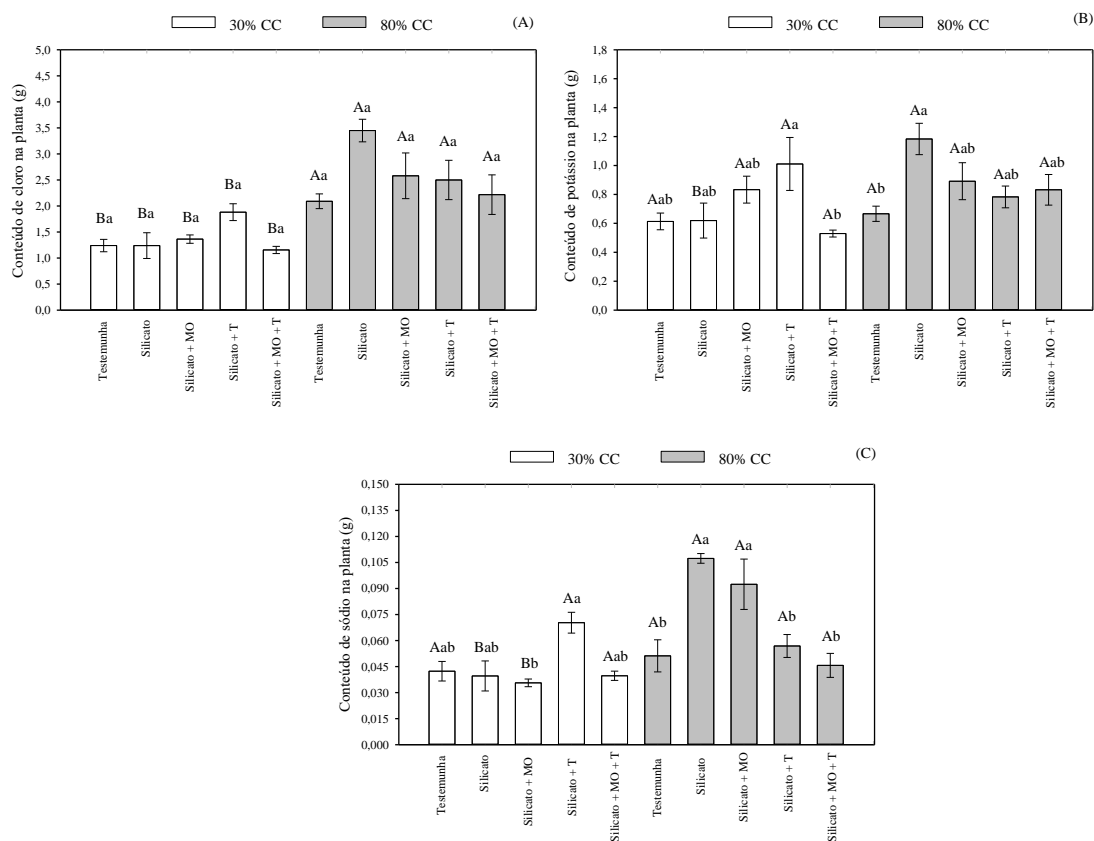 30% CC 80% CC (A)
Conteúdo de cloro na planta (g)
5,0
4,5
4,0
3,5
3,0
2,5
2,0
1,5
1,0
0,5
0,0
Ba Ba Ba Ba Ba Aa Aa Aa Aa Aa
Testemunha
Silicato
Silicato + MO
Silicato + T
Silicato + MO + T
Testemunha
Silicato
Silicato + MO
Silicato + T
Silicato + MO + T
30% CC 80% CC (B)
Conteúdo de potássio na planta (g)
1,8
1,6
1,4
1,2
1,0
0,8
0,6
0,4
0,2
0,0
Aab Bab Aab Aa Ab Ab Aa Aab Aab Aab
Testemunha
Silicato
Silicato + MO
Silicato + T
Silicato + MO + T
Testemunha
Silicato
Silicato + MO
Silicato + T
Silicato + MO + T
30% CC 80% CC (C)
Conteúdo de sódio na planta (g)
0,150
0,135
0,120
0,105
0,090
0,075
0,060
0,045
0,030
0,015
0,000
Aab Bab Bb Aa Aab Ab Aa Aa Ab Ab
Testemunha
Silicato
Silicato + MO
Silicato + T
Silicato + MO + T
Testemunha
Silicato
Silicato + MO
Silicato + T
Silicato + MO + T